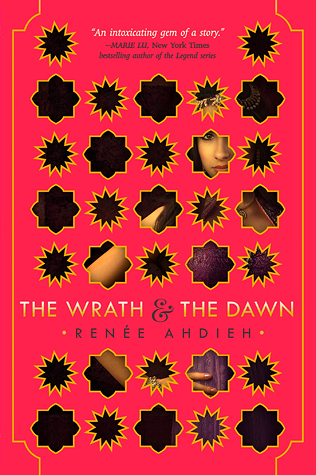 “An intoxicating gem of a story.”
—MARIE LU, New York Times
bestselling author of the Legend series
THE WRATH & THE DAWN
• RENÉE AHDIEH •